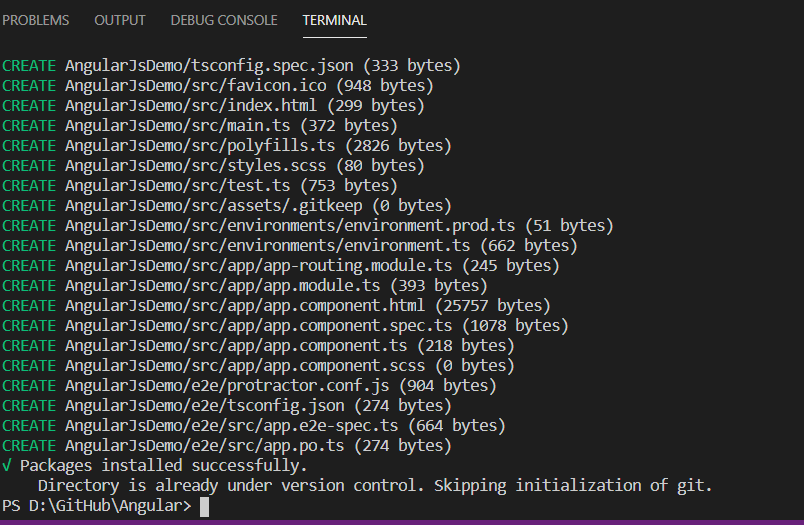 PROBLEMS OUTPUT DEBUG CONSOLE TERMINAL
CREATE AngularJsDemo/tsconfig.spec.json (333 bytes)
CREATE AngularJsDemo/src/favicon.ico (948 bytes)
CREATE AngularJsDemo/src/index.html (299 bytes)
CREATE AngularJsDemo/src/main.ts (372 bytes)
CREATE AngularJsDemo/src/polyfills.ts (2826 bytes)
CREATE AngularJsDemo/src/styles.scss (80 bytes)
CREATE AngularJsDemo/src/test.ts (753 bytes)
CREATE AngularJsDemo/src/assets/.gitkeep (0 bytes)
CREATE AngularJsDemo/src/environments/environment.prod.ts (51 bytes)
CREATE AngularJsDemo/src/environments/environment.ts (662 bytes)
CREATE AngularJsDemo/src/app/app-routing.module.ts (245 bytes)
CREATE AngularJsDemo/src/app/app.module.ts (393 bytes)
CREATE AngularJsDemo/src/app/app.component.html (25757 bytes)
CREATE AngularJsDemo/src/app/app.component.spec.ts (1078 bytes)
CREATE AngularJsDemo/src/app/app.component.ts (218 bytes)
CREATE AngularJsDemo/src/app/app.component.scss (0 bytes)
CREATE AngularJsDemo/e2e/protractor.conf.js (904 bytes)
CREATE AngularJsDemo/e2e/tsconfig.json (274 bytes)
CREATE AngularJsDemo/e2e/src/app.e2e-spec.ts (664 bytes)
CREATE AngularJsDemo/e2e/src/app.po.ts (274 bytes)
√ Packages installed successfully.
Directory is already under version control. Skipping initialization of git.
PS D:\GitHub\Angular>